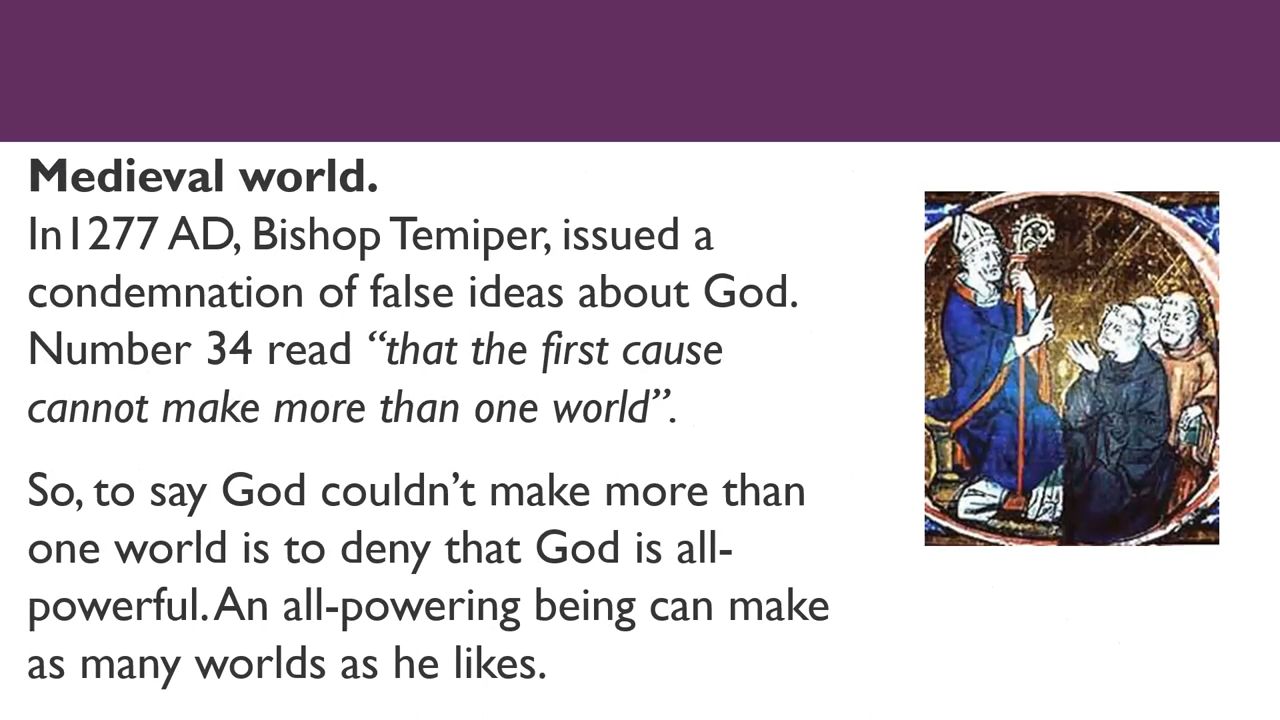 Medieval world.
In1277 AD, Bishop Temiper, issued a
condemnation of false ideas about God.
Number 34 read “that the first cause
cannot make more than one world”.
So, to say God couldn’t make more than
one world is to deny that God is all-
powerful. An all-powering being can make
as many worlds as he likes.